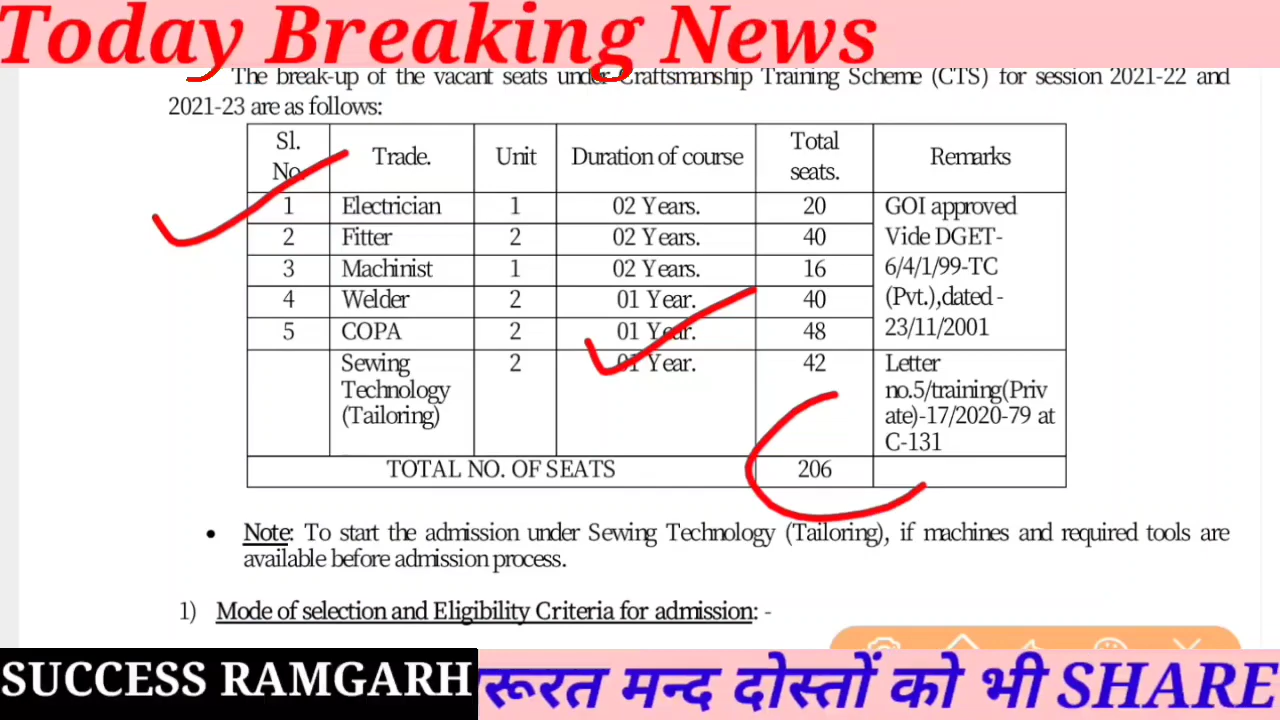 Today Breaking News
The break-up of the vacant seats under Craftsmanship Training Scheme (CTS) for session 2021-22 and
2021-23 are as follows:
Sl. No. Trade. Unit Duration of course Total seats. Remarks
1 Electrician 1 02 Years. 20 GOI approved
2 Fitter 2 02 Years. 40 Vide DGET-
3 Machinist 1 02 Years. 16 6/4/1/99-TC
4 Welder 2 01 Year. 40 (Pvt.),dated -
5 COPA 2 01 Year. 48 23/11/2001
Sewing 2 01 Year. 42 Letter
Technology no.5/training(Priv
(Tailoring) ate)-17/2020-79 at
C-131
TOTAL NO. OF SEATS 206
• Note: To start the admission under Sewing Technology (Tailoring), if machines and required tools are
available before admission process.
1) Mode of selection and Eligibility Criteria for admission: -
SUCCESS RAMGARH
मन्द दोस्तों को भी SHARE